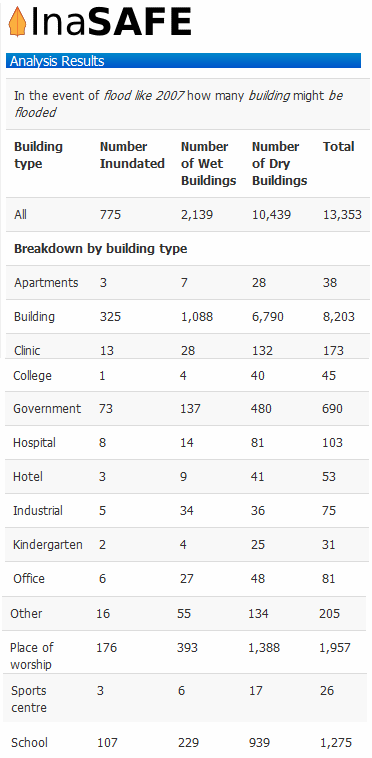 InaSAFE
Analysis Results
In the event of flood like 2007 how many building might be
flooded
Building type Number Inundated Number of Wet Buildings Number of Dry Buildings Total
All 775 2,139 10,439 13,353
Breakdown by building type
Apartments 3 7 28 38
Building 325 1,088 6,790 8,203
Clinic 13 28 132 173
College 1 4 40 45
Government 73 137 480 690
Hospital 8 14 81 103
Hotel 3 9 41 53
Industrial 5 34 36 75
Kindergarten 2 4 25 31
Office 6 27 48 81
Other 16 55 134 205
Place of worship 176 393 1,388 1,957
Sports centre 3 6 17 26
School 107 229 939 1,275